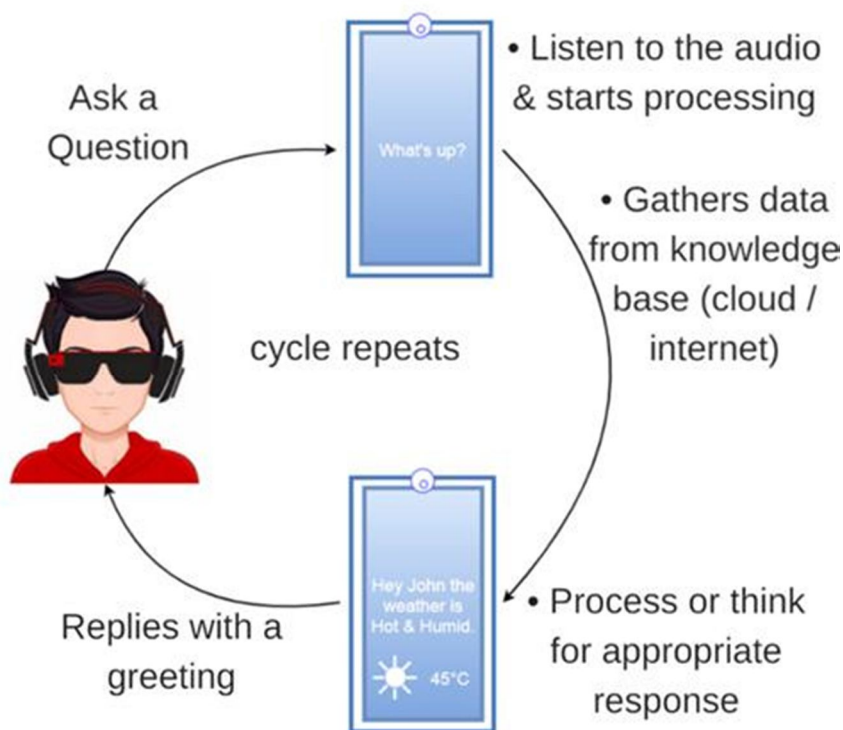 Ask a
Question
What's up?
• Listen to the audio
& starts processing
• Gathers data
from knowledge
base (cloud /
internet)
cycle repeats
Hey John the
weather is
Hot & Humid.
45°C
• Process or think
for appropriate
response
Replies with a
greeting